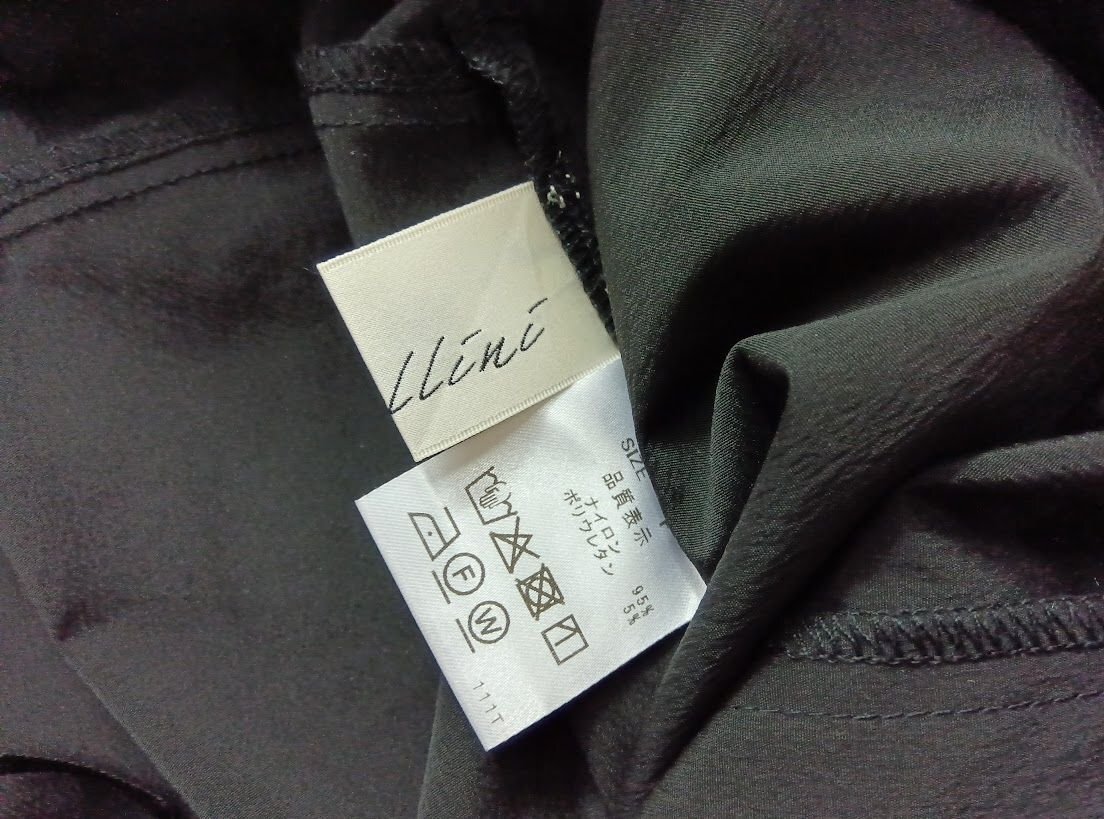 llini
SIZE
品質表示
ナイロン 95%
ポリウレタン 5%
F
W
111T